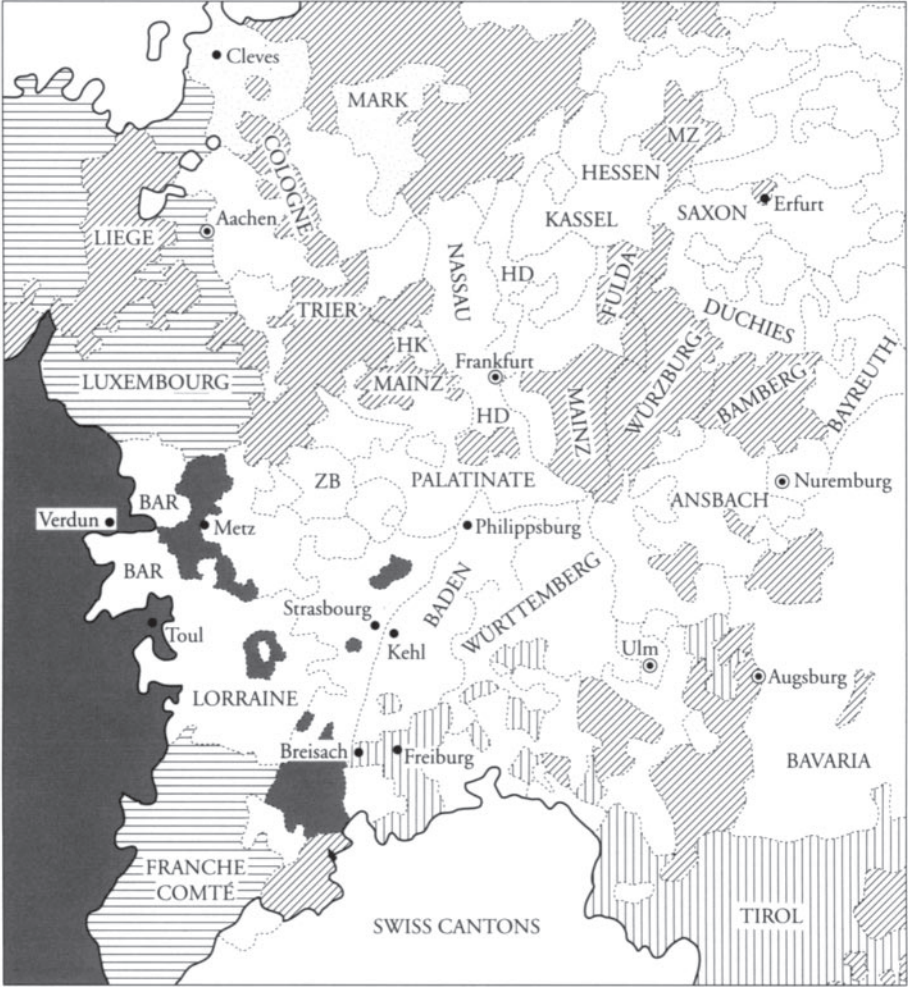 Cleves
MARK
MZ
COLOGNE
HESSEN
KASSEL
SAXON
Erfurt
Aachen
LIEGE
NASSAU
HD
FULDA
DUCHIES
TRIER
HK
Frankfurt
LUXEMBOURG
MAINZ
HD
MAINZ
WÜRZBURG
BAMBERG
BAYREUTH
ZB
PALATINATE
ANSBACH
Nuremburg
BAR
Verdun
Metz
Philippsburg
BAR
BADEN
WÜRTTEMBERG
Strasbourg
Toul
Kehl
Ulm
Augsburg
LORRAINE
Breisach
Freiburg
BAVARIA
FRANCHE
COMTÉ
SWISS CANTONS
TIROL